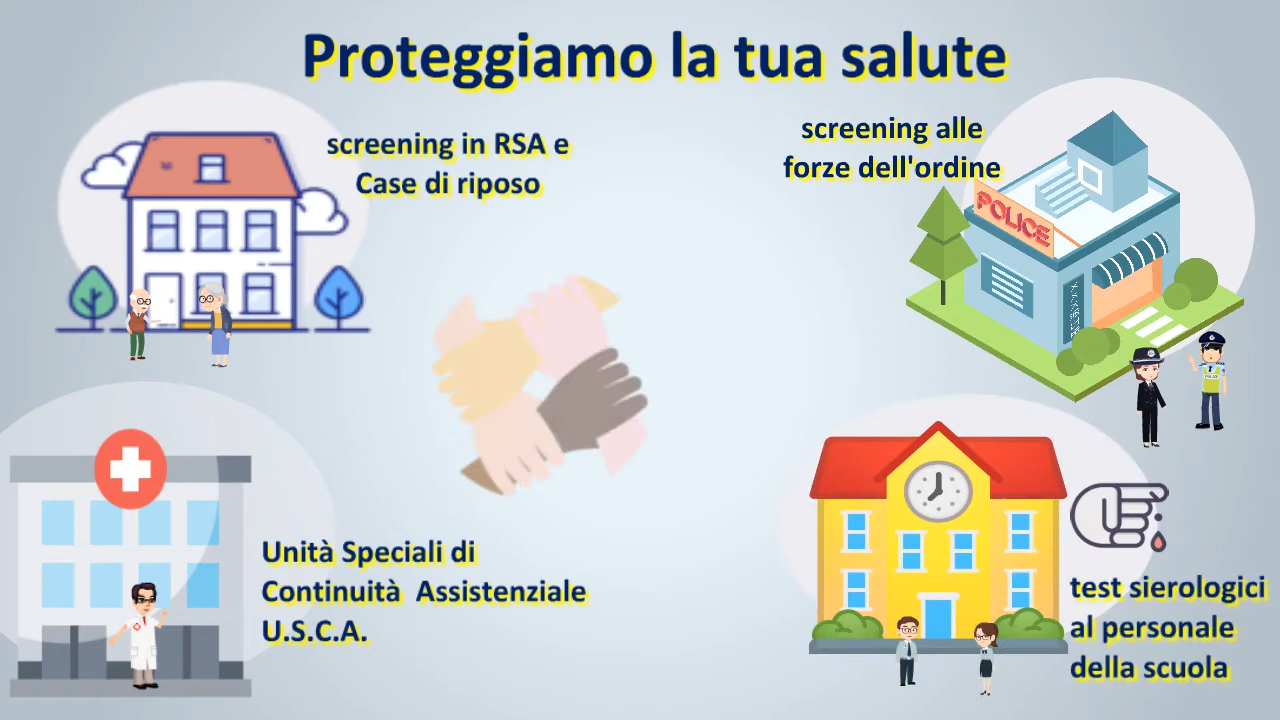 Proteggiamo la tua salute
screening in RSA e
Case di riposo
screening alle
forze dell'ordine
POLICE
Unità Speciali di
Continuità Assistenziale
U.S.C.A.
test sierologici
al personale
della scuola